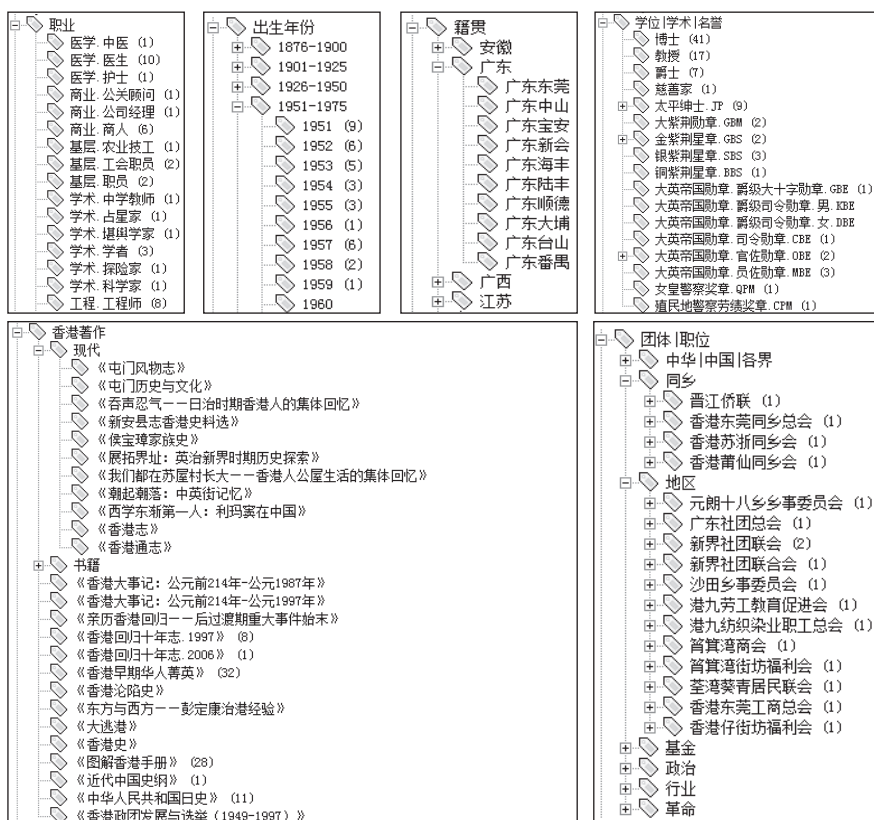 职业
医学.中医 (1)
医学.医生 (10)
医学.护士 (1)
商业.公关顾问 (1)
商业.公司经理 (1)
商业.商人 (6)
基层.农业技工 (1)
基层.工会职员 (2)
基层.职员 (2)
学术.中学教师 (1)
学术.占星家 (1)
学术.堪舆学家 (1)
学术.学者 (3)
学术.探险家 (1)
学术.科学家 (1)
工程.工程师 (8)
出生年份
1876-1900
1901-1925
1926-1950
1951-1975
1951 (9)
1952 (6)
1953 (5)
1954 (3)
1955 (3)
1956 (1)
1957 (6)
1958 (2)
1959 (1)
1960
籍贯
安徽
广东
广东东莞
广东中山
广东宝安
广东新会
广东海丰
广东陆丰
广东顺德
广东大埔
广东台山
广东番禺
广西
江苏
学位|学术|名誉
博士 (41)
教授 (17)
爵士 (7)
慈善家 (1)
太平绅士.JP (9)
大紫荆勋章.GBM (2)
金紫荆星章.GBS (2)
银紫荆星章.SBS (3)
铜紫荆星章.BBS (1)
大英帝国勋章.爵级大十字勋章.GBE (1)
大英帝国勋章.爵级司令勋章.男.KBE
大英帝国勋章.爵级司令勋章.女.DBE
大英帝国勋章.司令勋章.CBE (1)
大英帝国勋章.官佐勋章.OBE (2)
大英帝国勋章.员佐勋章.MBE (3)
女皇警察奖章.QPM (1)
殖民地警察劳绩奖章.CPM (1)
香港著作
现代
《屯门风物志》
《屯门历史与文化》
《吞声忍气——日治时期香港人的集体回忆》
《新安县志香港史料选》
《侯宝璋家族史》
《展拓界址：英治新界时期历史探索》
《我们都在苏屋村长大——香港人公屋生活的集体回忆》
《潮起潮落：中英街记忆》
《西学东渐第一人：利玛窦在中国》
《香港志》
《香港通志》
书籍
《香港大事记：公元前214年-公元1987年》
《香港大事记：公元前214年-公元1997年》
《亲历香港回归——后过渡期重大事件始末》
《香港回归十年志.1997》 (8)
《香港回归十年志.2006》 (1)
《香港早期华人菁英》 (32)
《香港沦陷史》
《东方与西方——彭定康治港经验》
《大逃港》
《香港史》
《图解香港手册》 (28)
《近代中国史纲》 (1)
《中华人民共和国日史》 (11)
《香港政团发展与选举（1949-1997）》
团体|职位
中华|中国|各界
同乡
晋江侨联 (1)
香港东莞同乡总会 (1)
香港苏浙同乡会 (1)
香港莆仙同乡会 (1)
地区
元朗十八乡乡事委员会 (1)
广东社团总会 (1)
新界社团联会 (2)
新界社团联合会 (1)
沙田乡事委员会 (1)
港九劳工教育促进会 (1)
港九纺织染业职工总会 (1)
筲箕湾商会 (1)
筲箕湾街坊福利会 (1)
荃湾葵青居民联会 (1)
香港东莞工商总会 (1)
香港仔街坊福利会 (1)
基金
政治
行业
革命